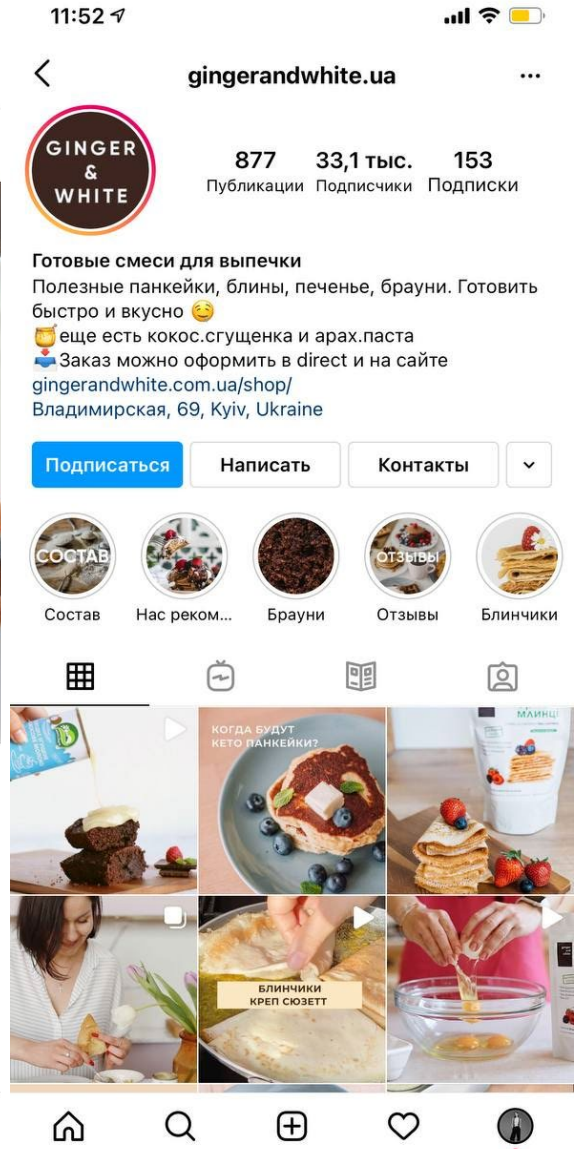 11:52
gingerandwhite.ua
GINGER
&
WHITE
877 33,1 тыс. 153
Публикации Подписчики Подписки
Готовые смеси для выпечки
Полезные панкейки, блины, печенье, брауни. Готовить
быстро и вкусно
еще есть кокос.сгущенка и арах.паста
Заказ можно оформить в direct и на сайте
gingerandwhite.com.ua/shop/
Владимирская, 69, Kyiv, Ukraine
Подписаться Написать Контакты
СОСТАВ ОТЗЫВЫ
Состав Нас реком... Брауни Отзывы Блинчики
КОГДА БУДУТ
КЕТО ПАНКЕЙКИ?
МЛИНЦІ
БЛИНЧИКИ
КРЕП СЮЗЕТТ